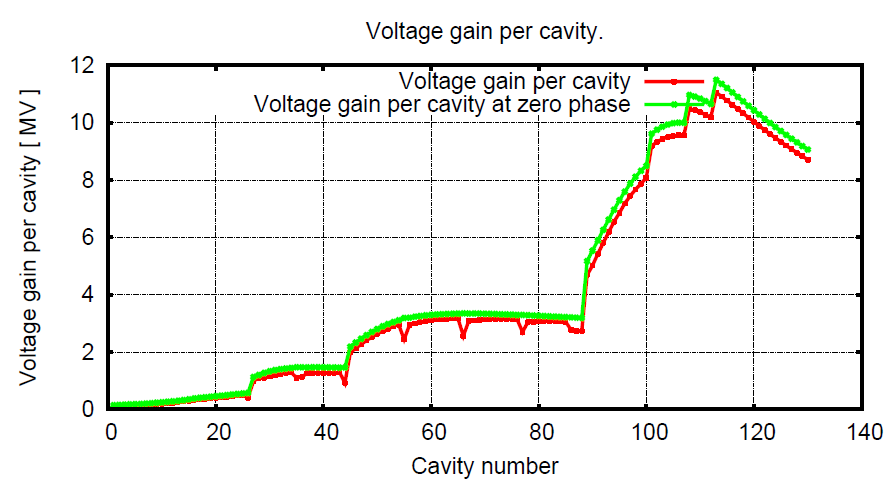 Voltage gain per cavity.
Voltage gain per cavity
Voltage gain per cavity at zero phase
Voltage gain per cavity [ MV ]
12
10
8
6
4
2
0
0 20 40 60 80 100 120 140
Cavity number